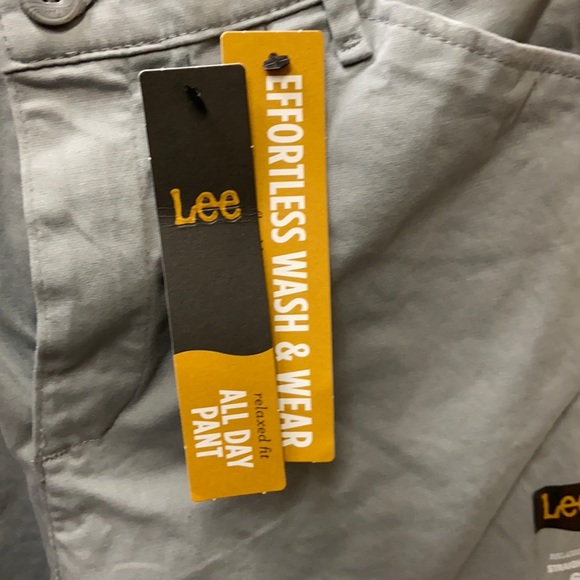 Lee
relaxed fit
ALL DAY
PANT
EFFORTLESS WASH & WEAR
Lee